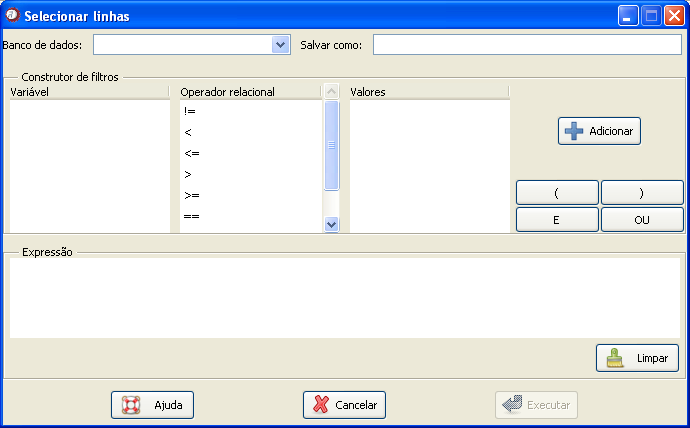 Selecionar linhas
Banco de dados: Salvar como:
Construtor de filtros
Variável Operador relacional Valores
!=
<
<=
>
>=
==
Adicionar
( )
E OU
Expressão
Limpar
Ajuda Cancelar Executar